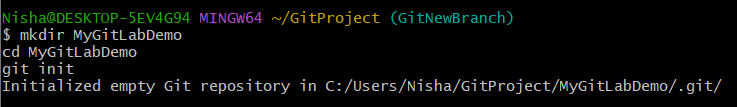 Nisha@DESKTOP-5EV4G94 MINGW64 ~/GitProject (GitNewBranch)
$ mkdir MyGitLabDemo
cd MyGitLabDemo
git init
Initialized empty Git repository in C:/Users/Nisha/GitProject/MyGitLabDemo/.git/